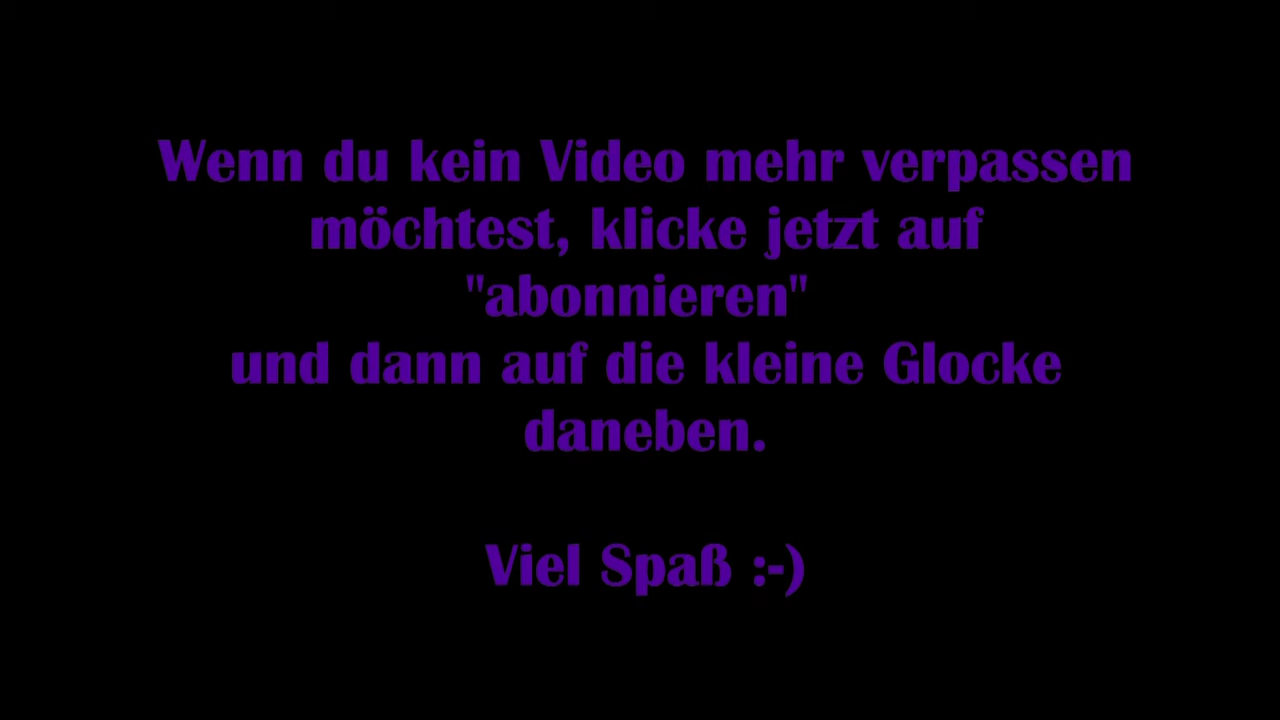 Wenn du kein Video mehr verpassen
möchtest, klicke jetzt auf
"abonnieren"
und dann auf die kleine Glocke
daneben.
Viel Spaß :-)